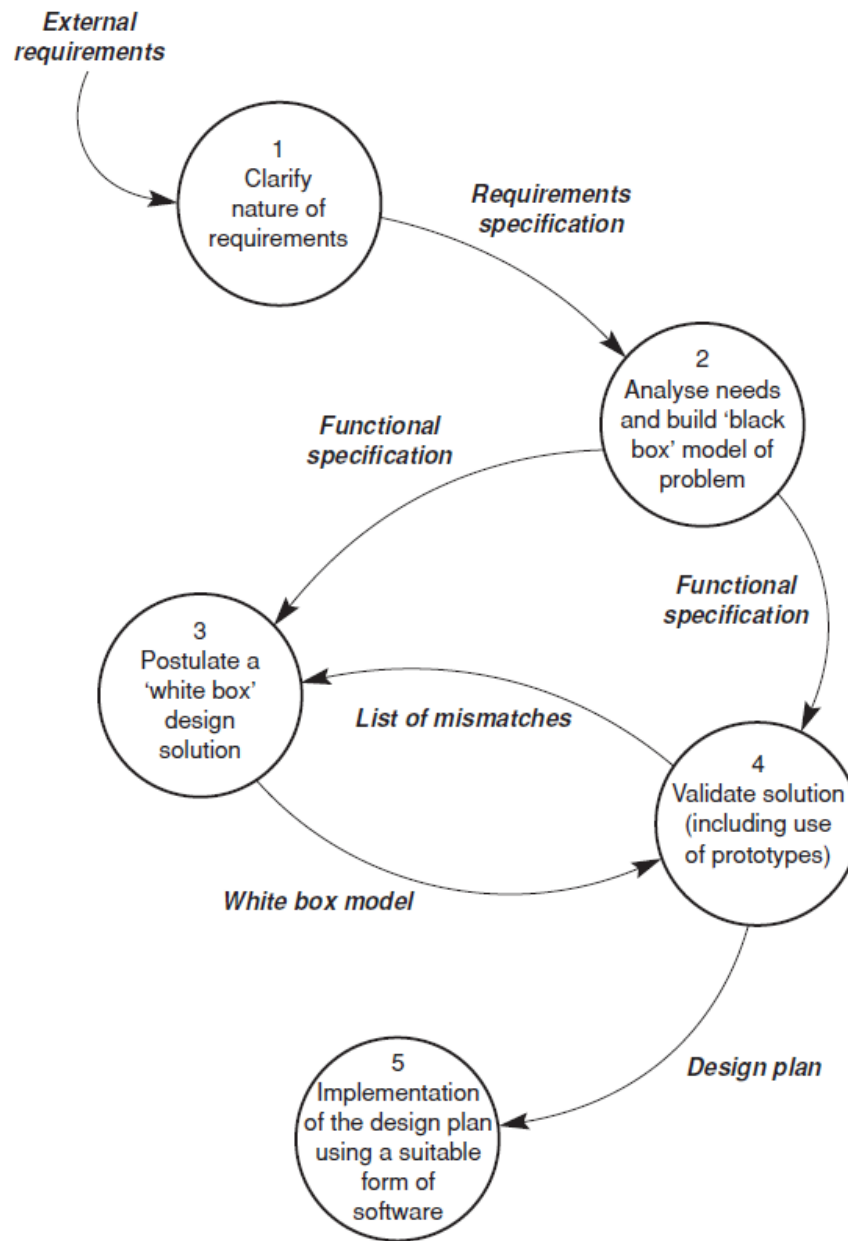 External
requirements
1
Clarify
nature of
requirements
Requirements
specification
2
Analyse needs
and build ‘black
box’ model of
problem
Functional
specification
Functional
specification
3
Postulate a
‘white box’
design
solution
List of mismatches
4
Validate solution
(including use
of prototypes)
White box model
Design plan
5
Implementation
of the design plan
using a suitable
form of
software